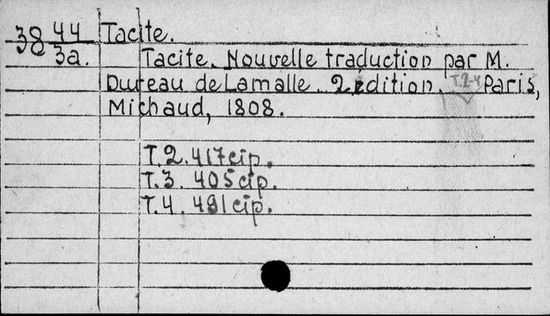 38 44 Tacite.
3a. Tacite. Nouvelle traduction par M.
Dureau de Lamalle. 2 edition. T.2-4 Paris,
Michaud, 1808.
T.2. 417 cip.
T.3. 405 cip.
T.4. 491 cip.